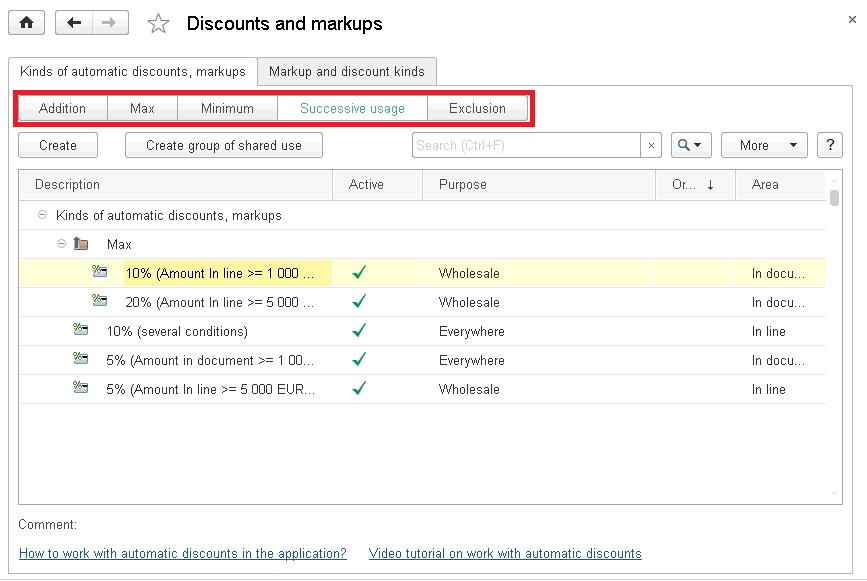 Discounts and markups
Kinds of automatic discounts, markups Markup and discount kinds
Addition Max Minimum Successive usage Exclusion
Create Create group of shared use Search (Ctrl+F) × More ?
Description Active Purpose Or... ↓ Area
Kinds of automatic discounts, markups
Max
10% (Amount In line >= 1 000 ... Wholesale In docu...
20% (Amount In line >= 5 000 ... Wholesale In docu...
10% (several conditions) Everywhere In line
5% (Amount in document >= 1 00... Everywhere In docu...
5% (Amount In line >= 5 000 EUR... Wholesale In line
Comment:
How to work with automatic discounts in the application? Video tutorial on work with automatic discounts